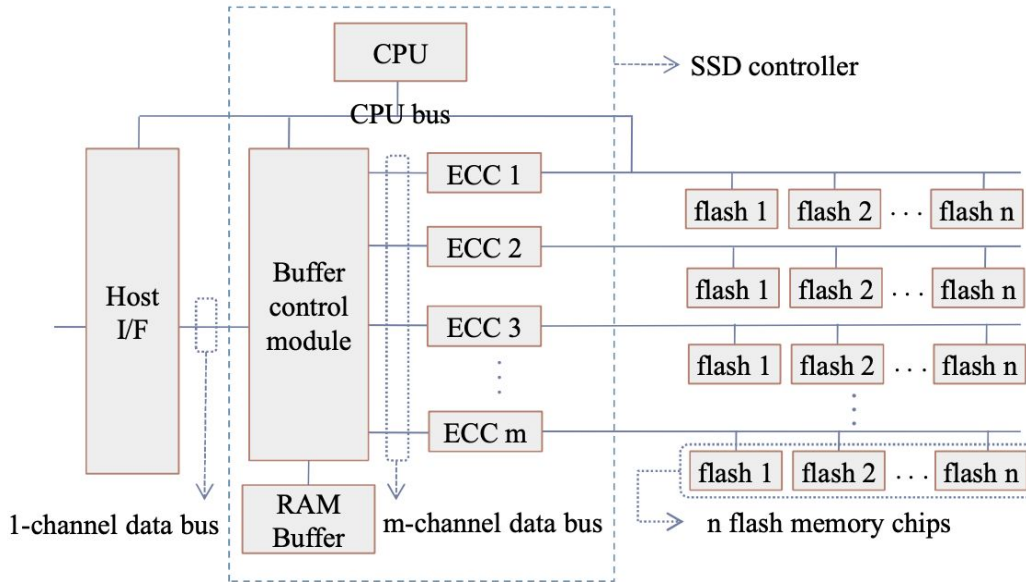 CPU
SSD controller
CPU bus
ECC 1
flash 1 flash 2 ... flash n
ECC 2
flash 1 flash 2 ... flash n
Host
I/F
Buffer
control
module
ECC 3
flash 1 flash 2 ... flash n
ECC m
flash 1 flash 2 ... flash n
RAM
Buffer
1-channel data bus
m-channel data bus
n flash memory chips